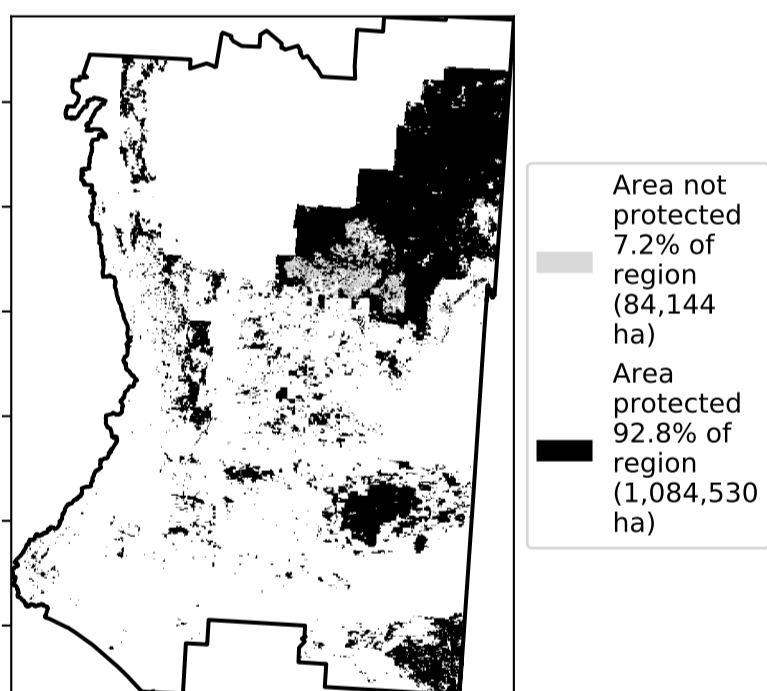 Area not
protected
7.2% of
region
(84,144
ha)
Area
protected
92.8% of
region
(1,084,530
ha)